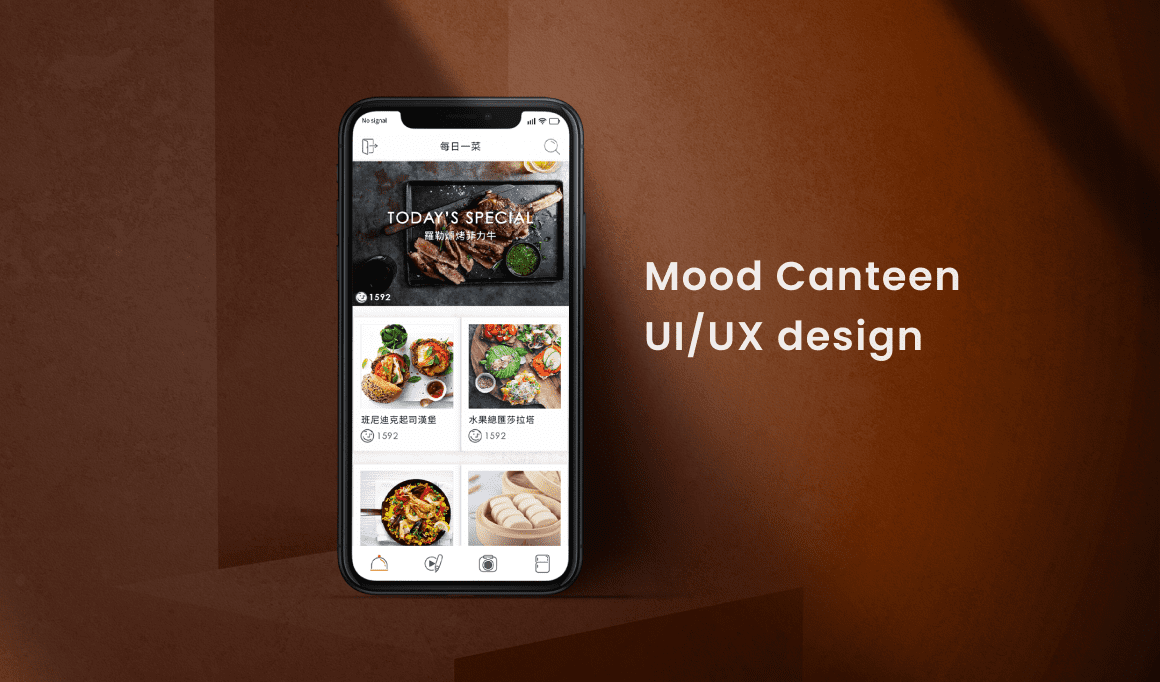 No signal
每日一菜
TODAY'S SPECIAL
羅勒爐烤菲力牛
1592
班尼迪克起司漢堡
1592
水果總匯莎拉塔
1592
Mood Canteen
UI/UX design